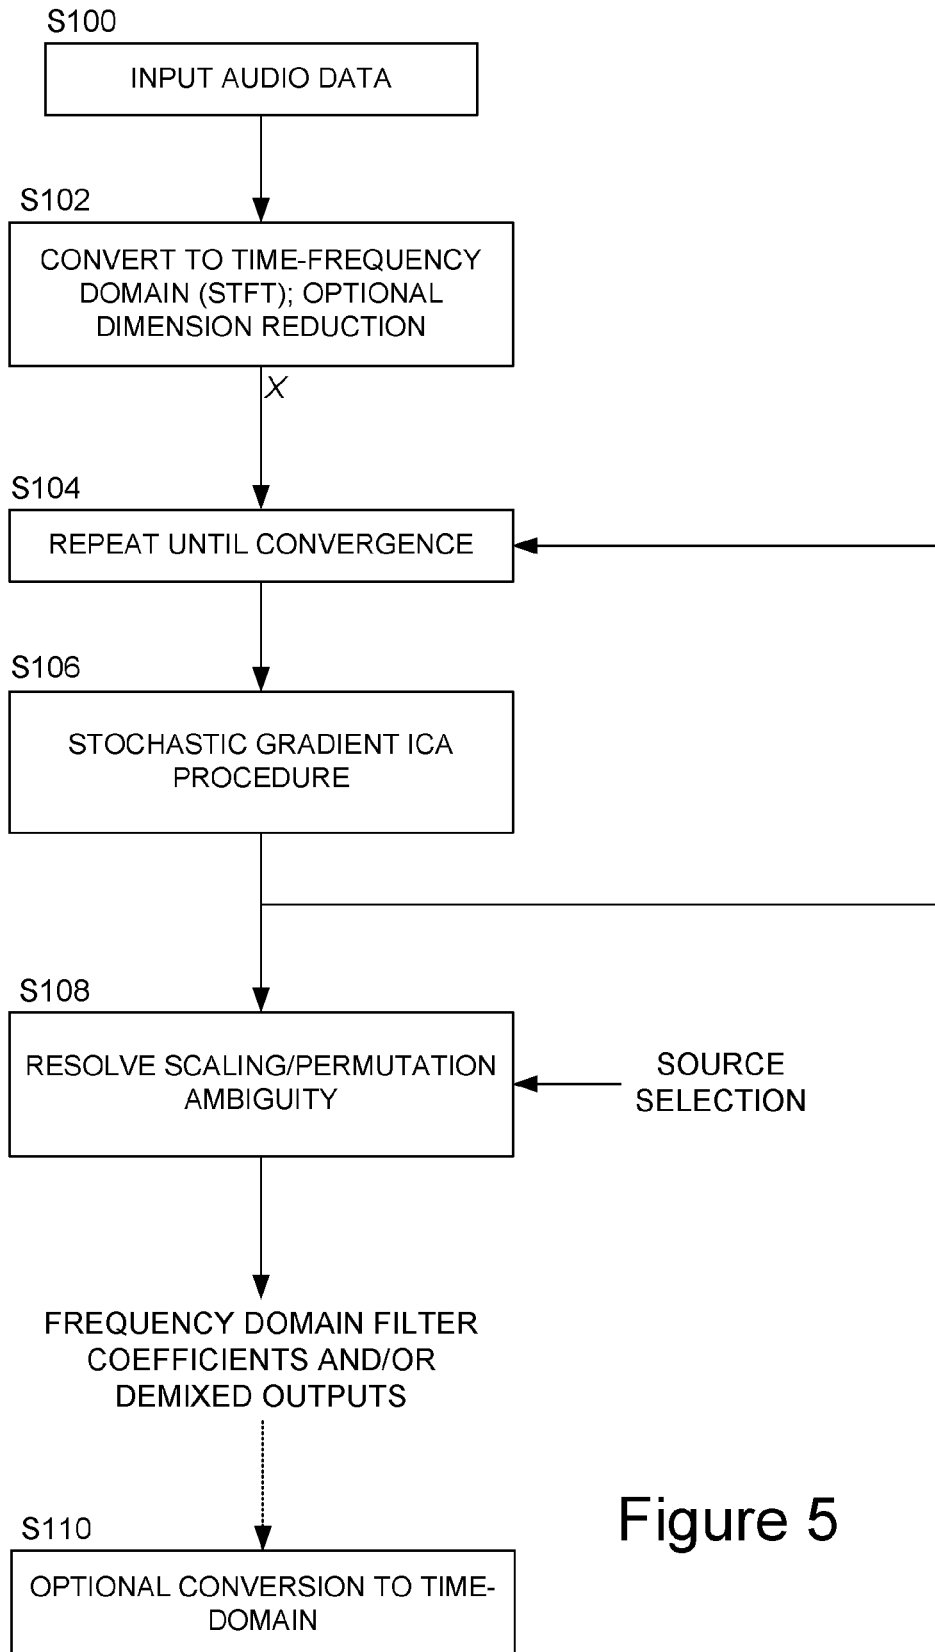 S100
INPUT AUDIO DATA
S102
CONVERT TO TIME-FREQUENCY
DOMAIN (STFT); OPTIONAL
DIMENSION REDUCTION
X
S104
REPEAT UNTIL CONVERGENCE
S106
STOCHASTIC GRADIENT ICA
PROCEDURE
S108
RESOLVE SCALING/PERMUTATION
AMBIGUITY
SOURCE
SELECTION
FREQUENCY DOMAIN FILTER
COEFFICIENTS AND/OR
DEMIXED OUTPUTS
Figure 5
S110
OPTIONAL CONVERSION TO TIME-
DOMAIN